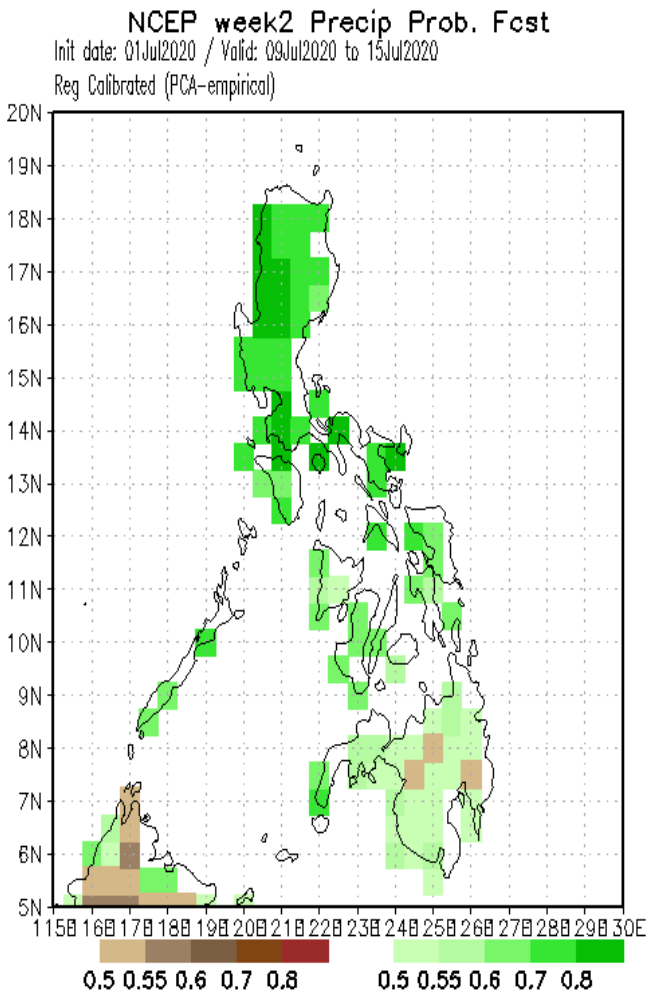 NCEP week2 Precip Prob. Fcst
Init date: 01Jul2020 / Valid: 09Jul2020 to 15Jul2020
Reg Calibrated (PCA-empirical)
20N
19N
18N
17N
16N
15N
14N
13N
12N
11N
10N
9N
8N
7N
6N
5N
115E 116E 117E 118E 119E 120E 121E 122E 123E 124E 125E 126E 127E 128E 129E 130E
0.5 0.55 0.6 0.7 0.8 0.5 0.55 0.6 0.7 0.8